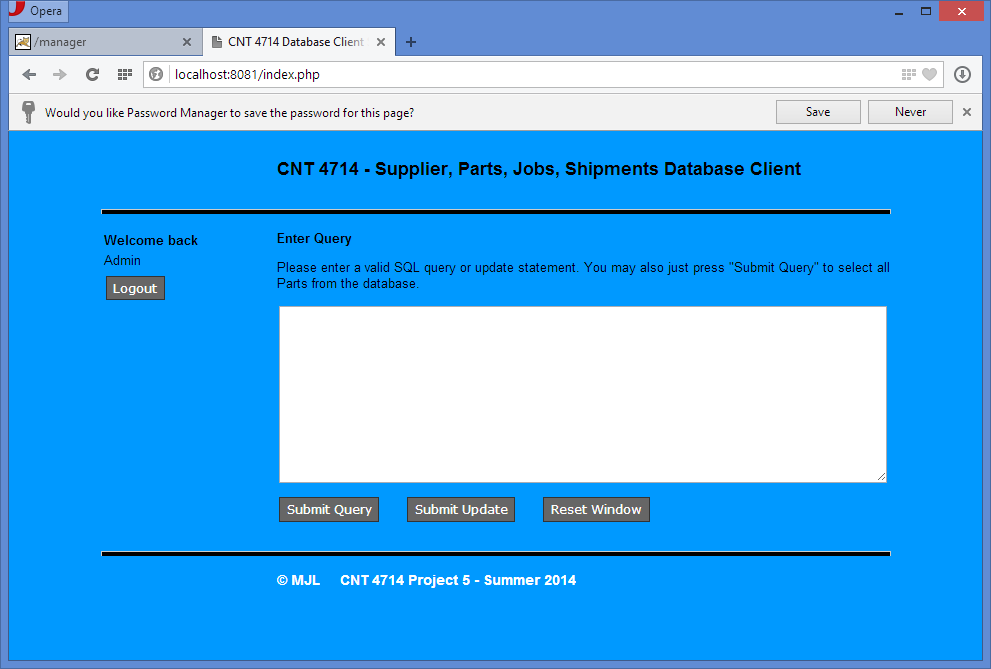 Opera
/manager
CNT 4714 Database Client
localhost:8081/index.php
Would you like Password Manager to save the password for this page?
Save
Never
CNT 4714 - Supplier, Parts, Jobs, Shipments Database Client
Welcome back
Admin
Logout
Enter Query
Please enter a valid SQL query or update statement. You may also just press "Submit Query" to select all
Parts from the database.
Submit Query
Submit Update
Reset Window
© MJL CNT 4714 Project 5 - Summer 2014